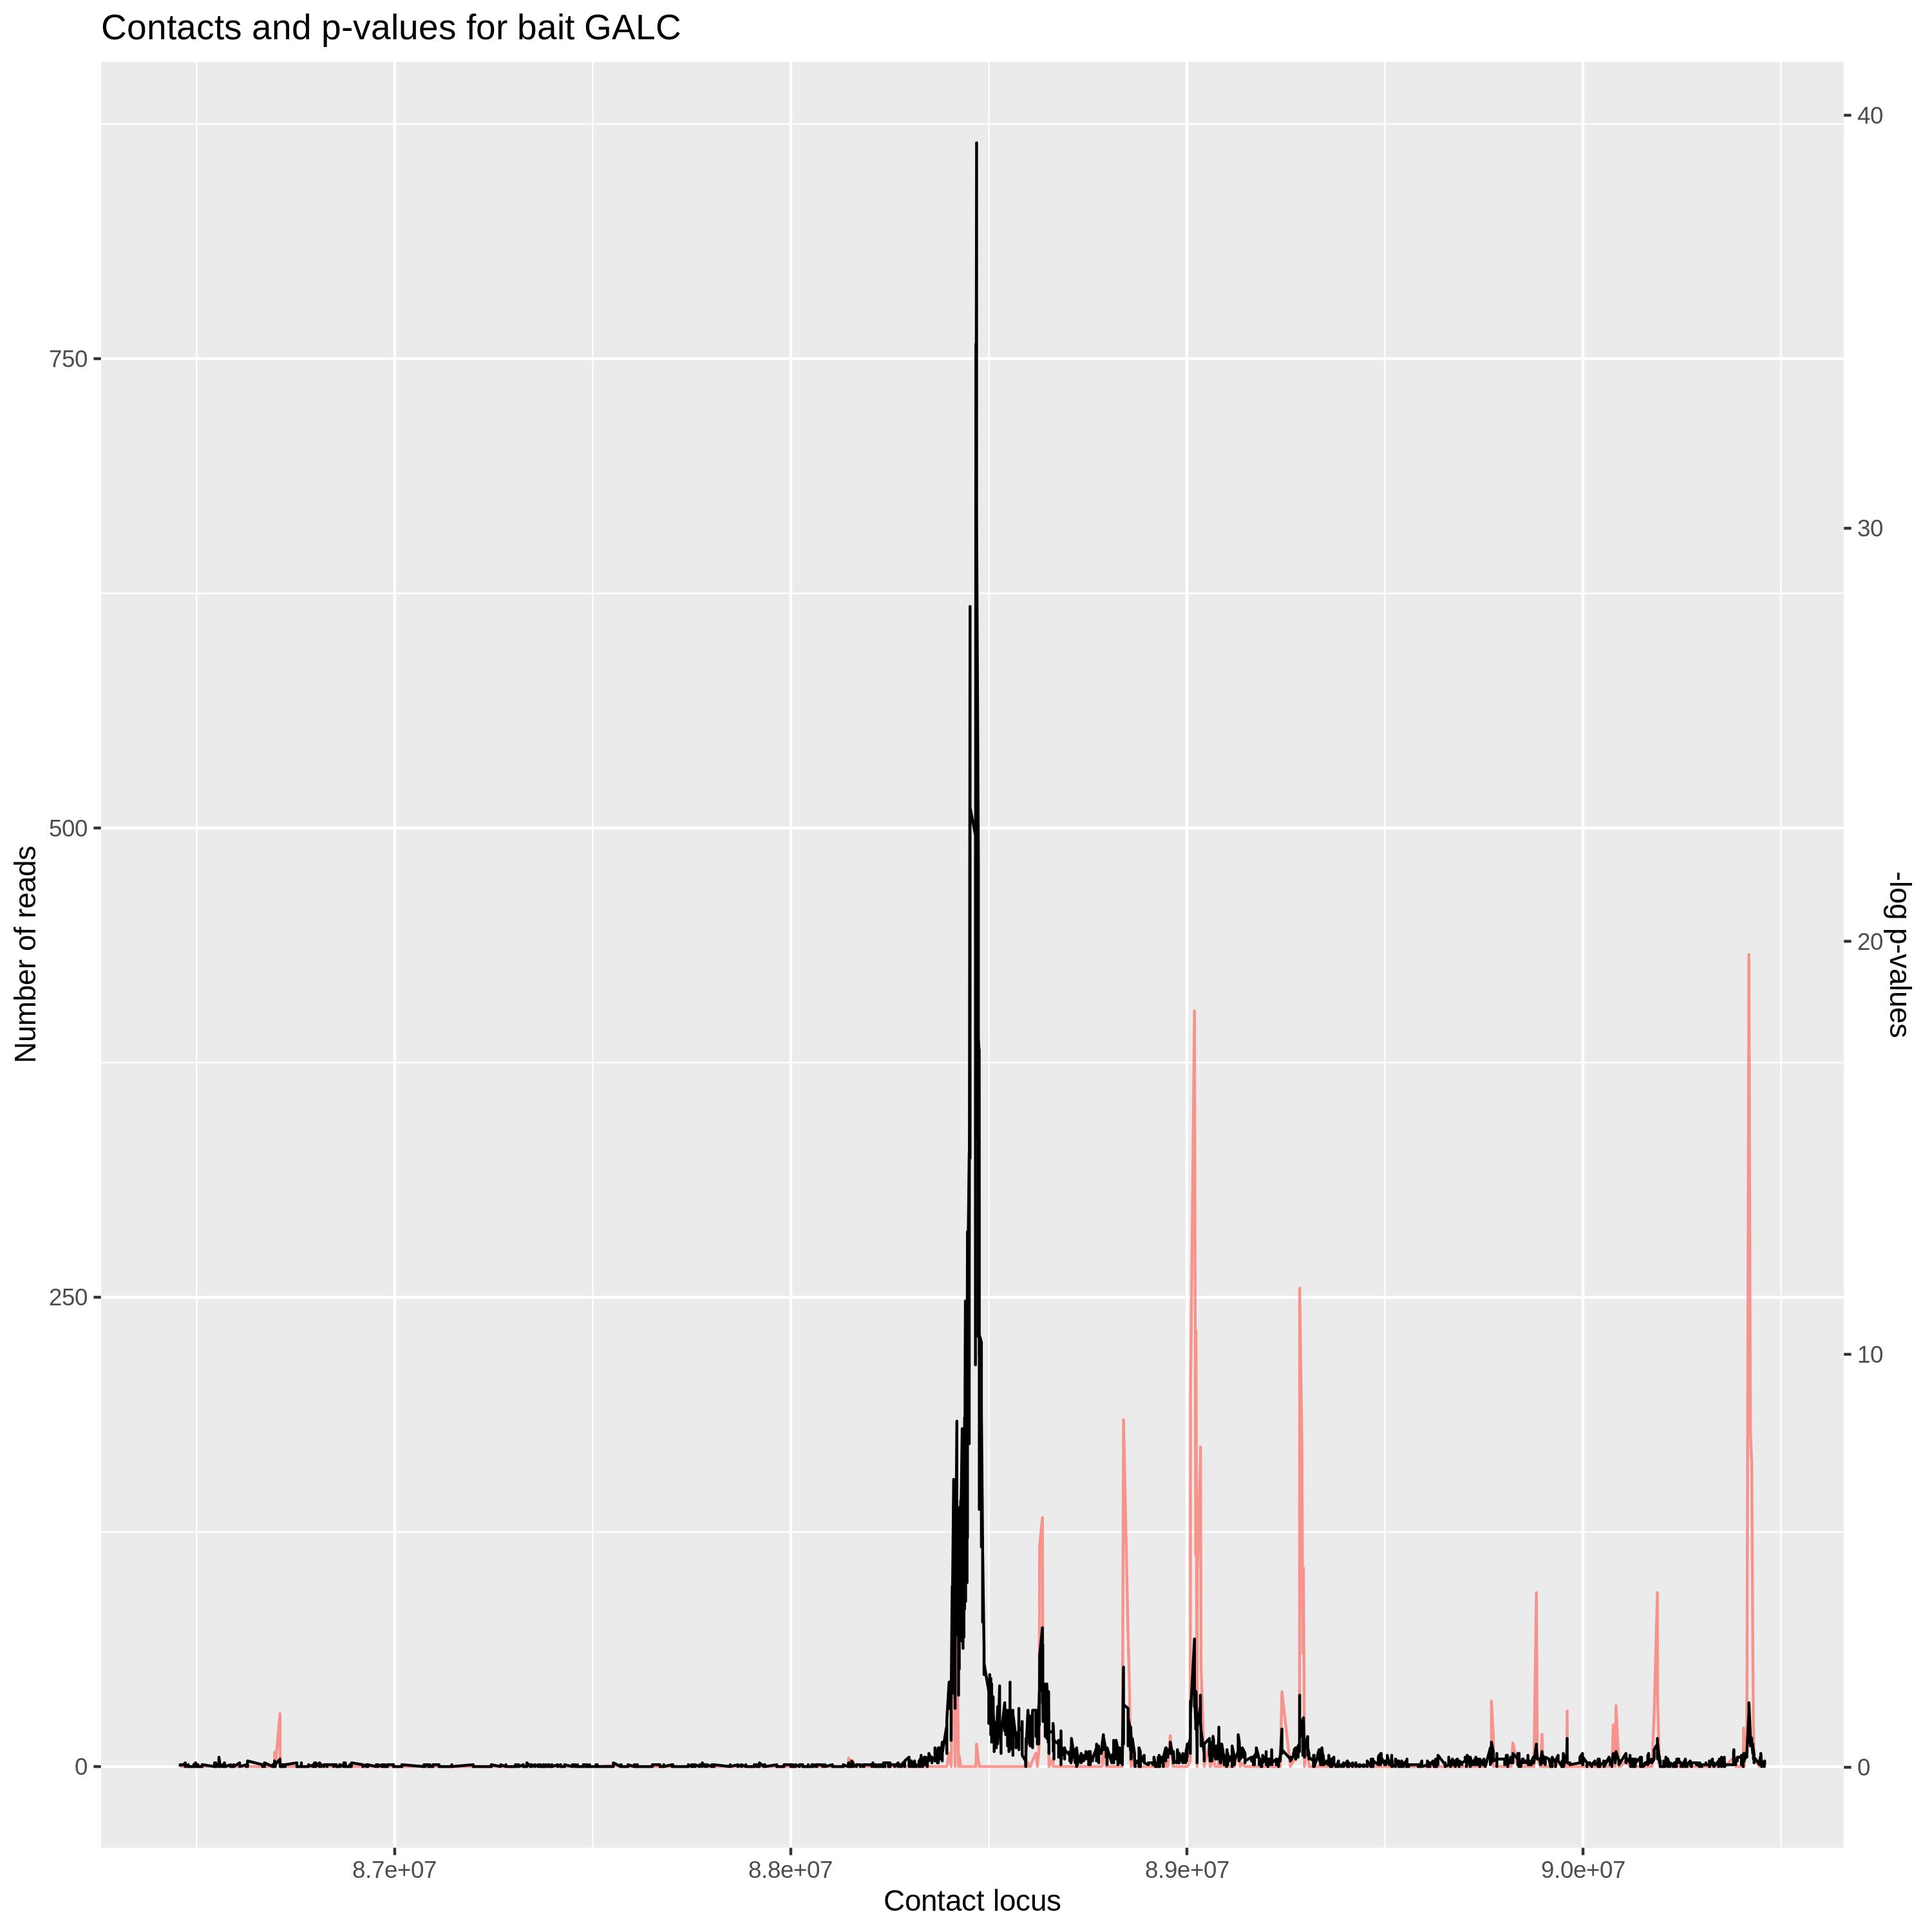 Contacts and p-values for bait GALC
Number of reads
750
500
250
0
40
30
20
10
0
-log p-values
8.7e+07
8.8e+07
8.9e+07
9.0e+07
Contact locus